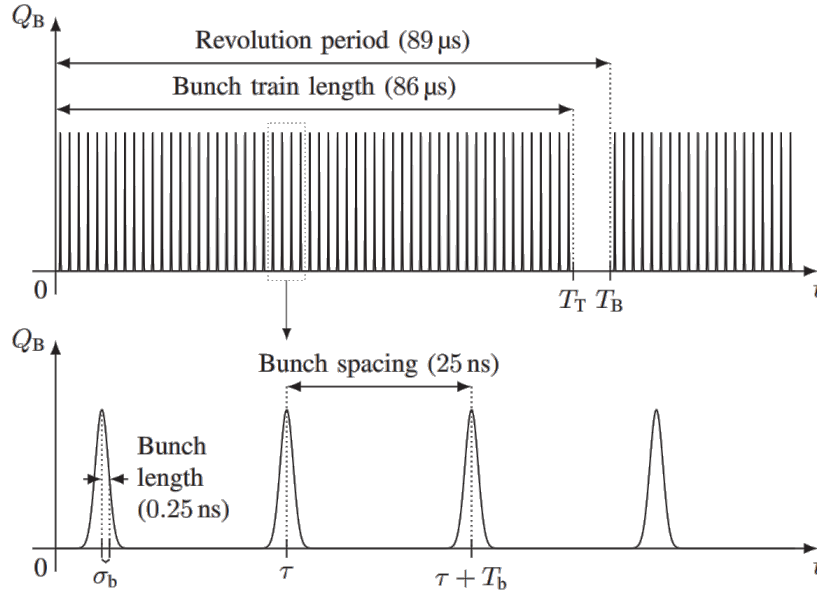 Q_B
Revolution period (89 µs)
Bunch train length (86 µs)
0
T_T T_B
t
Q_B
Bunch spacing (25 ns)
Bunch
length
(0.25 ns)
0
σ_b
τ
τ + T_b
t